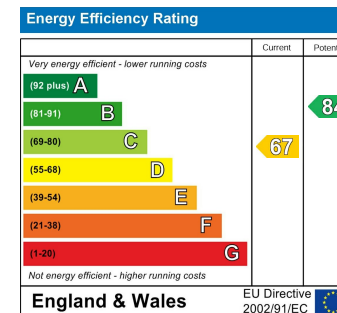 Energy Efficiency Rating
Current
Very energy efficient - lower running costs
(92 plus) A
(81-91) B
(69-80) C
67
(55-68) D
(39-54) E
(21-38) F
(1-20) G
Not energy efficient - higher running costs
England & Wales
EU Directive
2002/91/EC